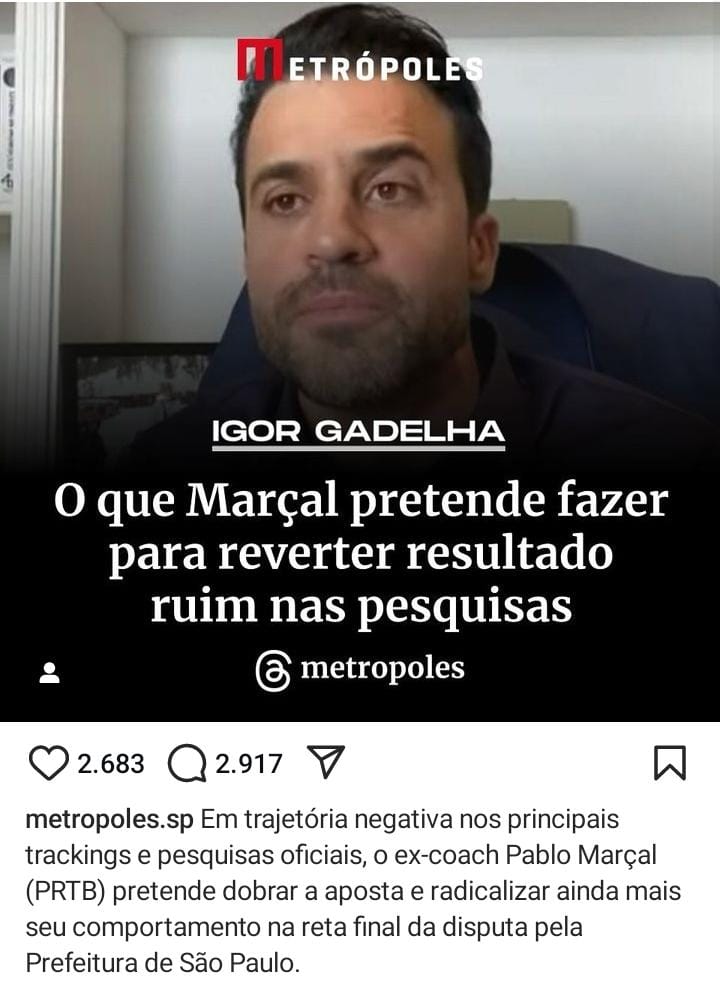 METRÓPOLES
IGOR GADELHA
O que Marçal pretende fazer
para reverter resultado
ruim nas pesquisas
metropoles
2.683 2.917
metropoles.sp Em trajetória negativa nos principais
trackings e pesquisas oficiais, o ex-coach Pablo Marçal
(PRTB) pretende dobrar a aposta e radicalizar ainda mais
seu comportamento na reta final da disputa pela
Prefeitura de São Paulo.